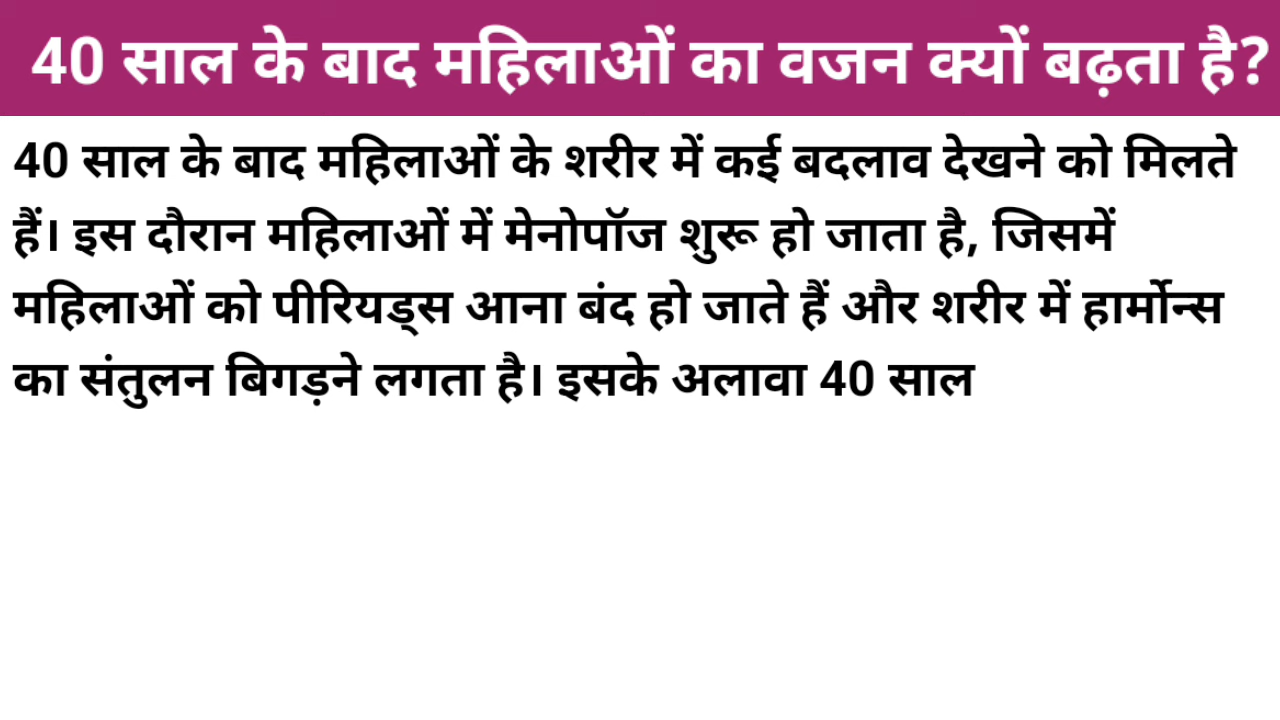 40 साल के बाद महिलाओं का वजन क्यों बढ़ता है?
40 साल के बाद महिलाओं के शरीर में कई बदलाव देखने को मिलते
हैं। इस दौरान महिलाओं में मेनोपॉज शुरू हो जाता है, जिसमें
महिलाओं को पीरियड्स आना बंद हो जाते हैं और शरीर में हार्मोन्स
का संतुलन बिगड़ने लगता है। इसके अलावा 40 साल